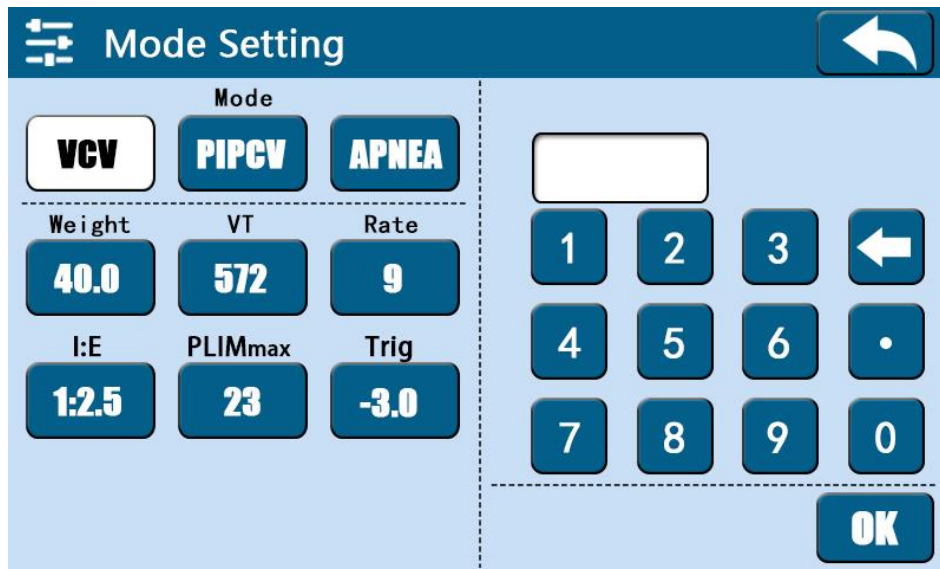 Mode Setting
Mode
VCV PIPCV APNEA
Weight VT Rate
40.0 572 9
I:E PLIMmax Trig
1:2.5 23 -3.0
1 2 3
4 5 6 .
7 8 9 0
OK